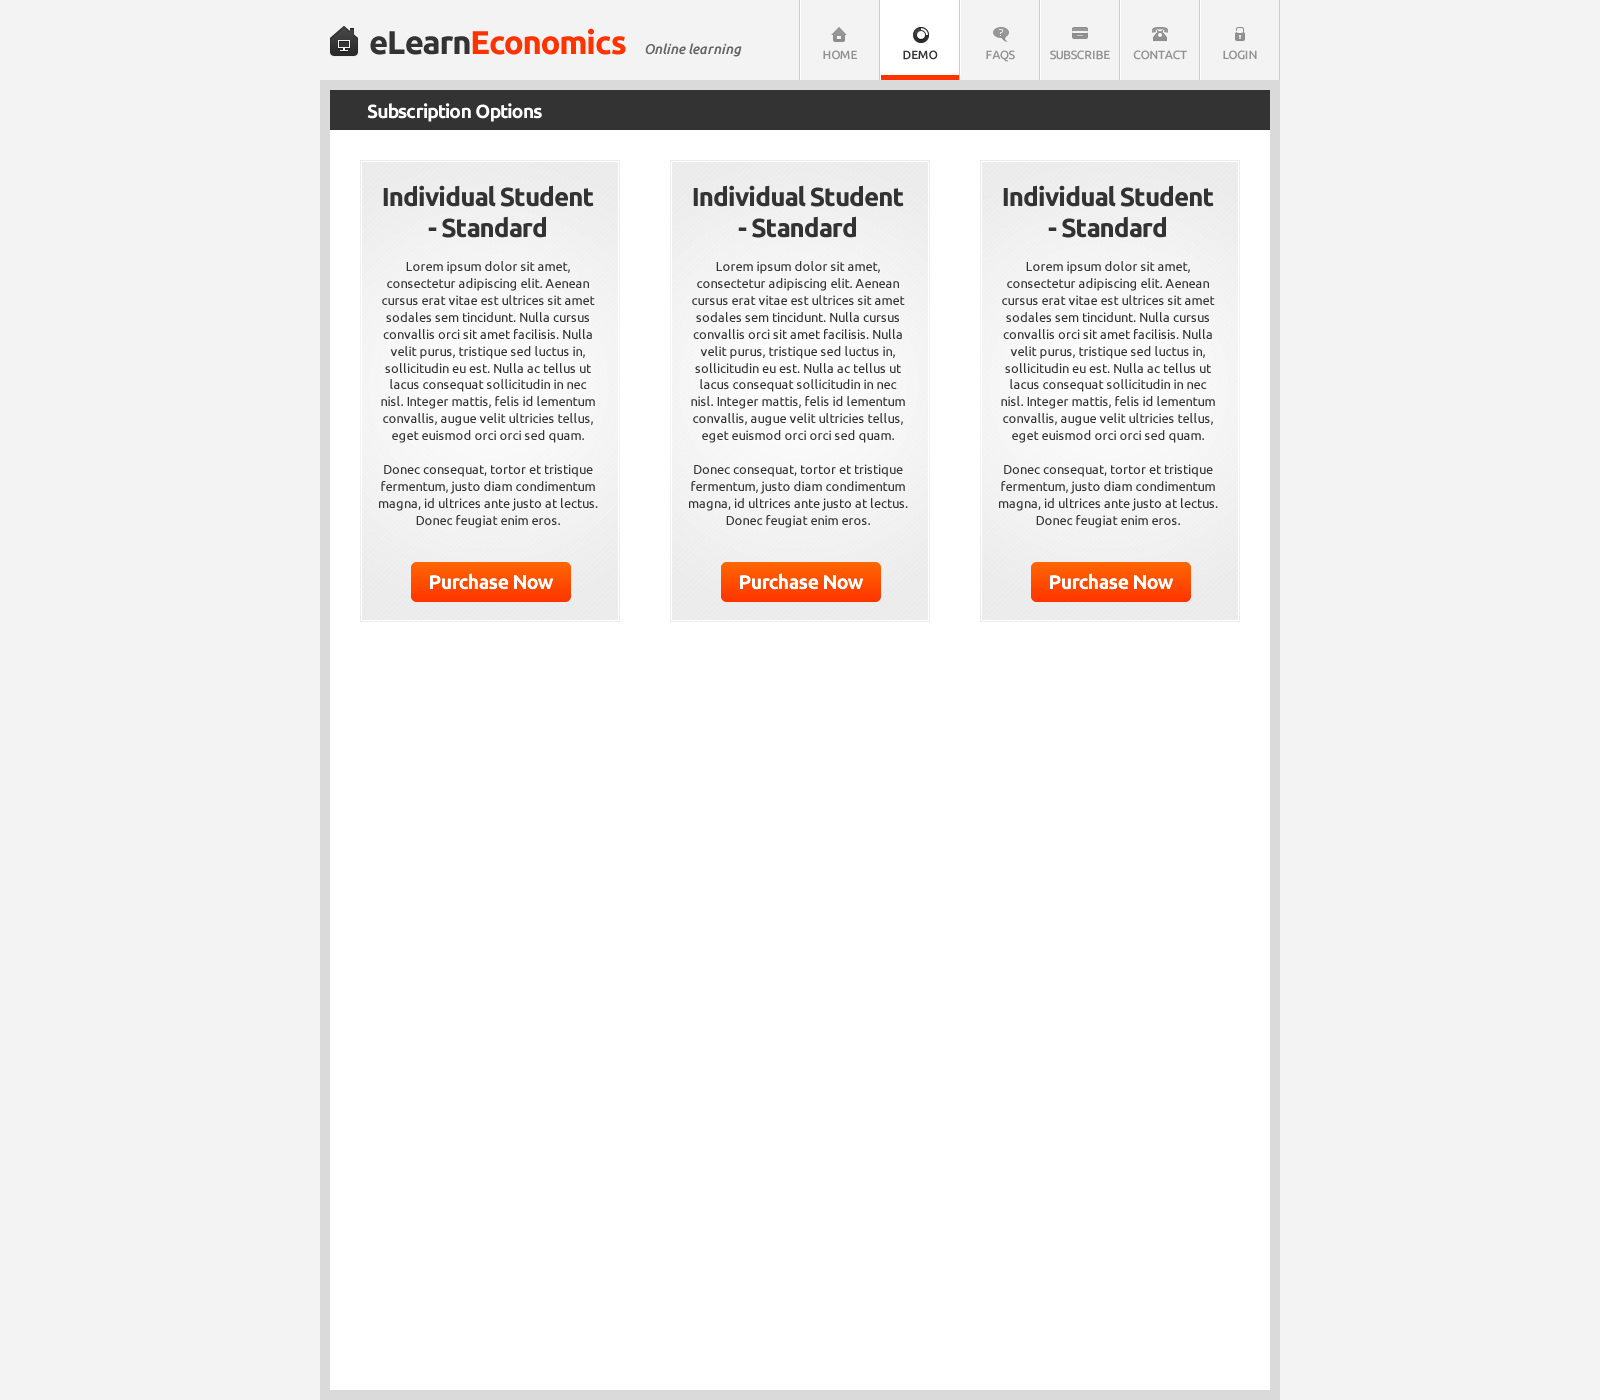 eLearnEconomics Online learning
HOME DEMO FAQS SUBSCRIBE CONTACT LOGIN
Subscription Options
Individual Student
- Standard
Lorem ipsum dolor sit amet,
consectetur adipiscing elit. Aenean
cursus erat vitae est ultrices sit amet
sodales sem tincidunt. Nulla cursus
convallis orci sit amet facilisis. Nulla
velit purus, tristique sed luctus in,
sollicitudin eu est. Nulla ac tellus ut
lacus consequat sollicitudin in nec
nisl. Integer mattis, felis id lementum
convallis, augue velit ultricies tellus,
eget euismod orci orci sed quam.
Donec consequat, tortor et tristique
fermentum, justo diam condimentum
magna, id ultrices ante justo at lectus.
Donec feugiat enim eros.
Purchase Now
Individual Student
- Standard
Lorem ipsum dolor sit amet,
consectetur adipiscing elit. Aenean
cursus erat vitae est ultrices sit amet
sodales sem tincidunt. Nulla cursus
convallis orci sit amet facilisis. Nulla
velit purus, tristique sed luctus in,
sollicitudin eu est. Nulla ac tellus ut
lacus consequat sollicitudin in nec
nisl. Integer mattis, felis id lementum
convallis, augue velit ultricies tellus,
eget euismod orci orci sed quam.
Donec consequat, tortor et tristique
fermentum, justo diam condimentum
magna, id ultrices ante justo at lectus.
Donec feugiat enim eros.
Purchase Now
Individual Student
- Standard
Lorem ipsum dolor sit amet,
consectetur adipiscing elit. Aenean
cursus erat vitae est ultrices sit amet
sodales sem tincidunt. Nulla cursus
convallis orci sit amet facilisis. Nulla
velit purus, tristique sed luctus in,
sollicitudin eu est. Nulla ac tellus ut
lacus consequat sollicitudin in nec
nisl. Integer mattis, felis id lementum
convallis, augue velit ultricies tellus,
eget euismod orci orci sed quam.
Donec consequat, tortor et tristique
fermentum, justo diam condimentum
magna, id ultrices ante justo at lectus.
Donec feugiat enim eros.
Purchase Now